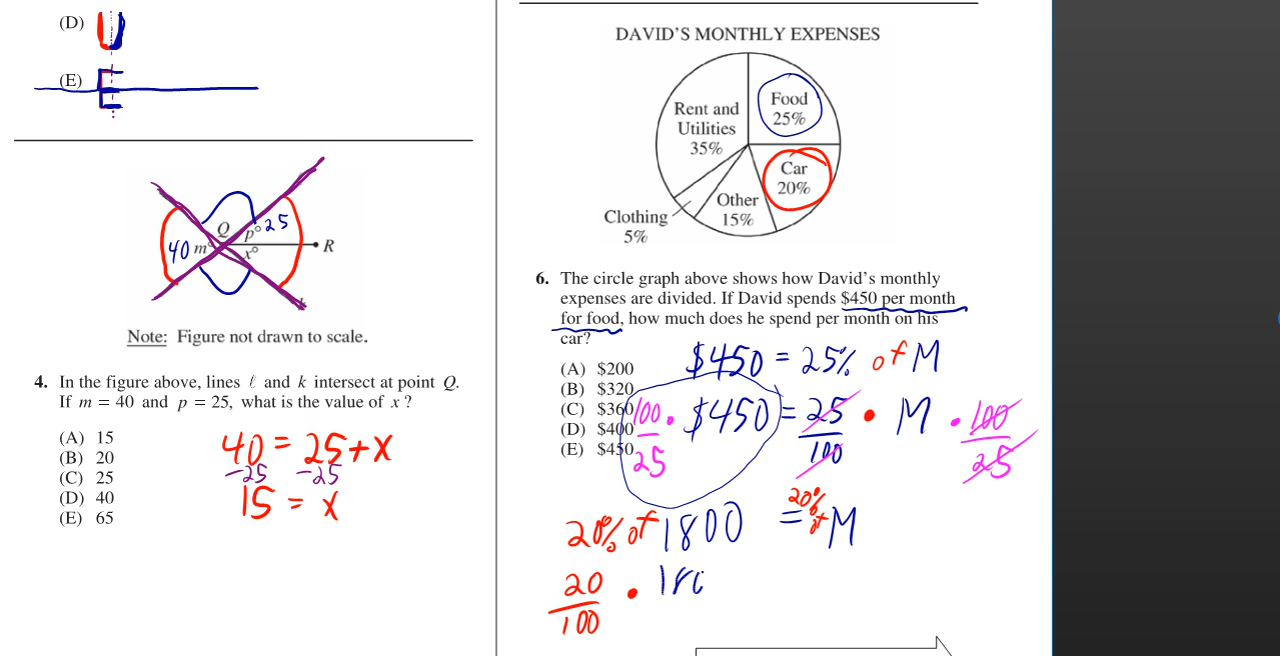 (D) U
(E) E
Q p° 25
40 m° x° R
Note: Figure not drawn to scale.
4. In the figure above, lines ℓ and k intersect at point Q.
If m = 40 and p = 25, what is the value of x ?
(A) 15
(B) 20
(C) 25
(D) 40
(E) 65
40 = 25 + x
-25 -25
15 = x
DAVID'S MONTHLY EXPENSES
Food
25%
Rent and
Utilities
35%
Car
20%
Other
15%
Clothing
5%
6. The circle graph above shows how David's monthly
expenses are divided. If David spends $450 per month
for food, how much does he spend per month on his
car?
(A) $200
(B) $320
(C) $360
(D) $400
(E) $450
$450 = 25% of M
100/25 · $450 = 25/100 · M · 100/25
20% of 1800 = 20% of M
20/100 · 180